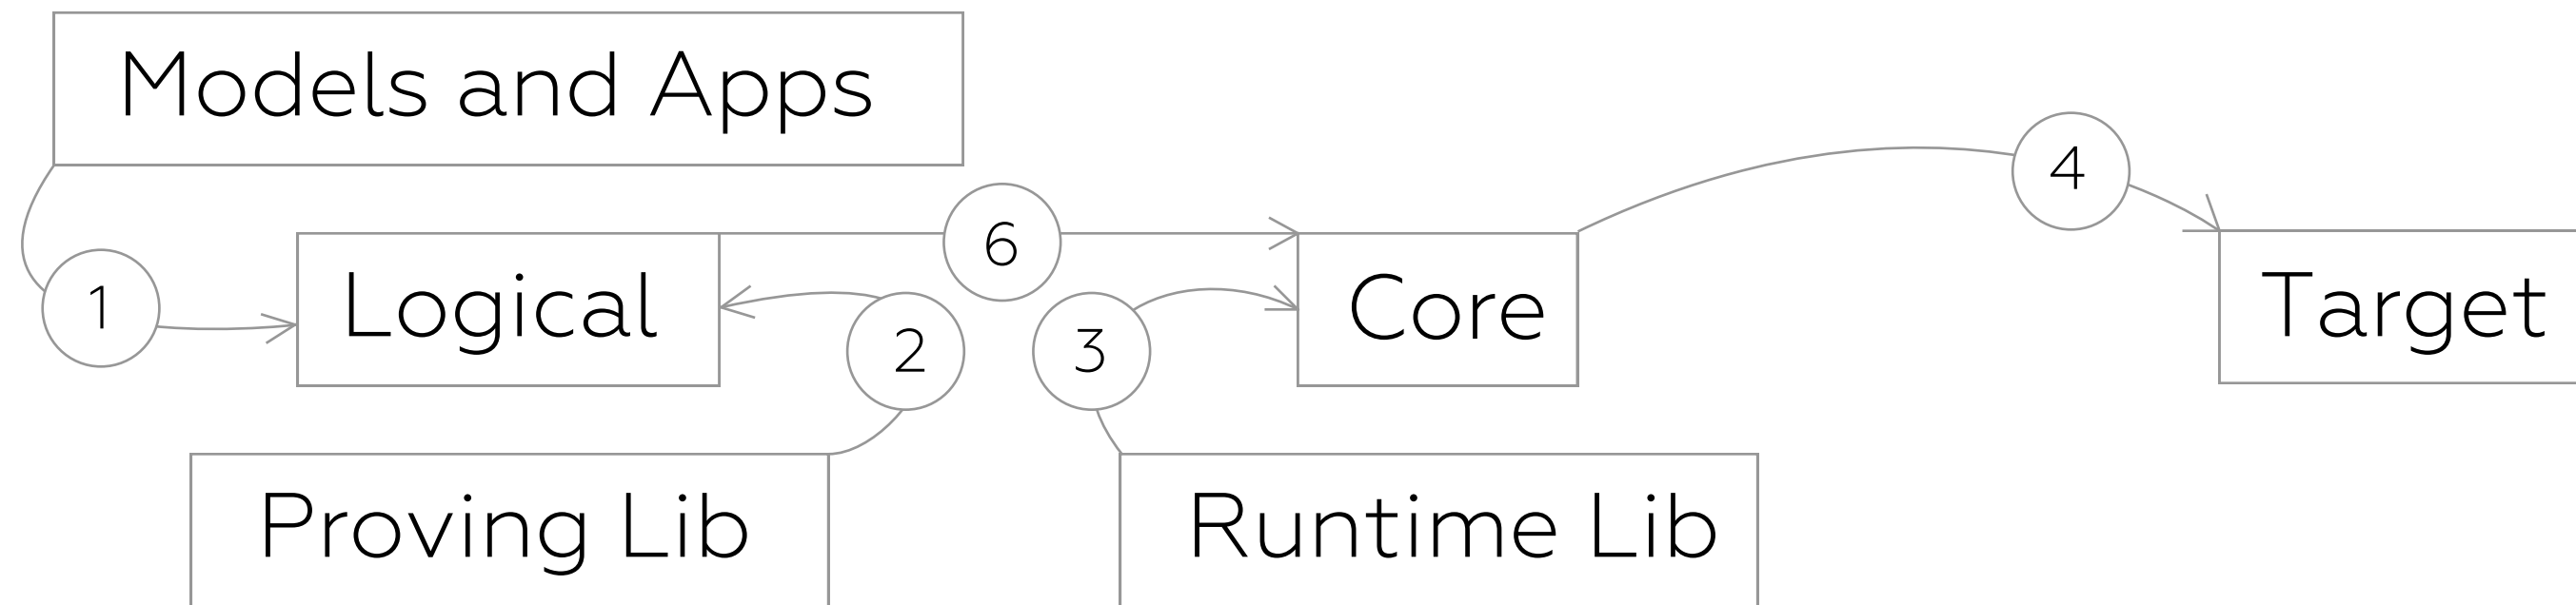 Models and Apps
4
6
1
Logical
2
3
Core
Target
Proving Lib
Runtime Lib